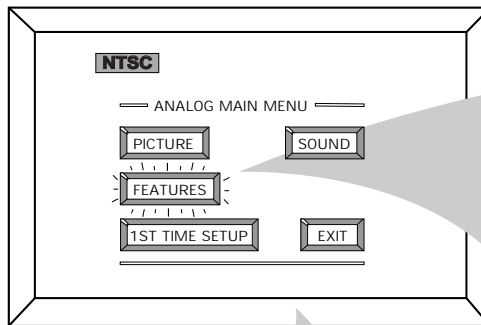 NTSC
ANALOG MAIN MENU
PICTURE SOUND
FEATURES
1ST TIME SETUP EXIT